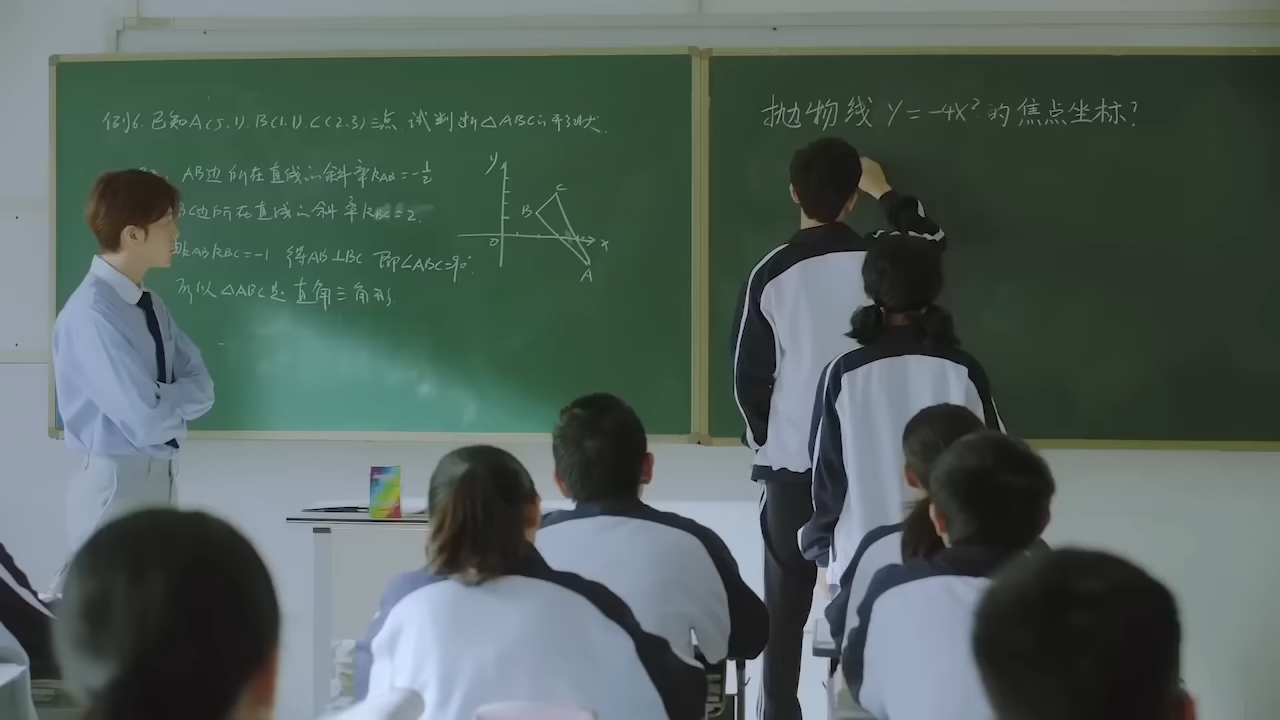 例6.已知A(5,-1).B(1,1).C(2,3)三点.试判断△ABC的形状.
AB边所在直线的斜率kAB=-1/2
BC边所在直线的斜率kBC=2.
kABkBC=-1 得AB⊥BC 即∠ABC=90°.
所以△ABC是直角三角形.
y
C
B
O
x
A
抛物线 y=-4x²的焦点坐标?